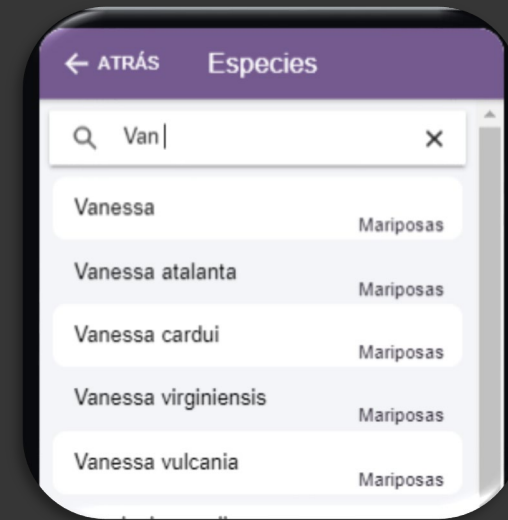 ← ATRÁS Especies
Van
Vanessa
Mariposas
Vanessa atalanta
Mariposas
Vanessa cardui
Mariposas
Vanessa virginiensis
Mariposas
Vanessa vulcania
Mariposas